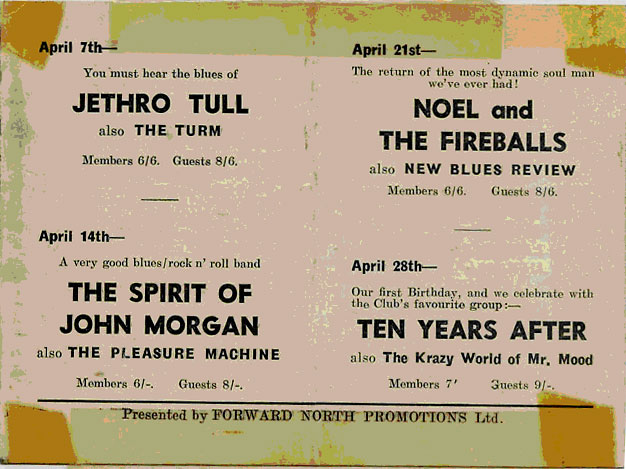 April 7th—
You must hear the blues of
JETHRO TULL
also THE TURM
Members 6/6. Guests 8/6.
April 14th—
A very good blues/rock n' roll band
THE SPIRIT OF
JOHN MORGAN
also THE PLEASURE MACHINE
Members 6/-. Guests 8/-.
April 21st—
The return of the most dynamic soul man
we've ever had!
NOEL and
THE FIREBALLS
also NEW BLUES REVIEW
Members 6/6. Guests 8/6.
April 28th—
Our first Birthday, and we celebrate with
the Club's favourite group:—
TEN YEARS AFTER
also The Krazy World of Mr. Mood
Members 7' Guests 9/-.
Presented by FORWARD NORTH PROMOTIONS Ltd.